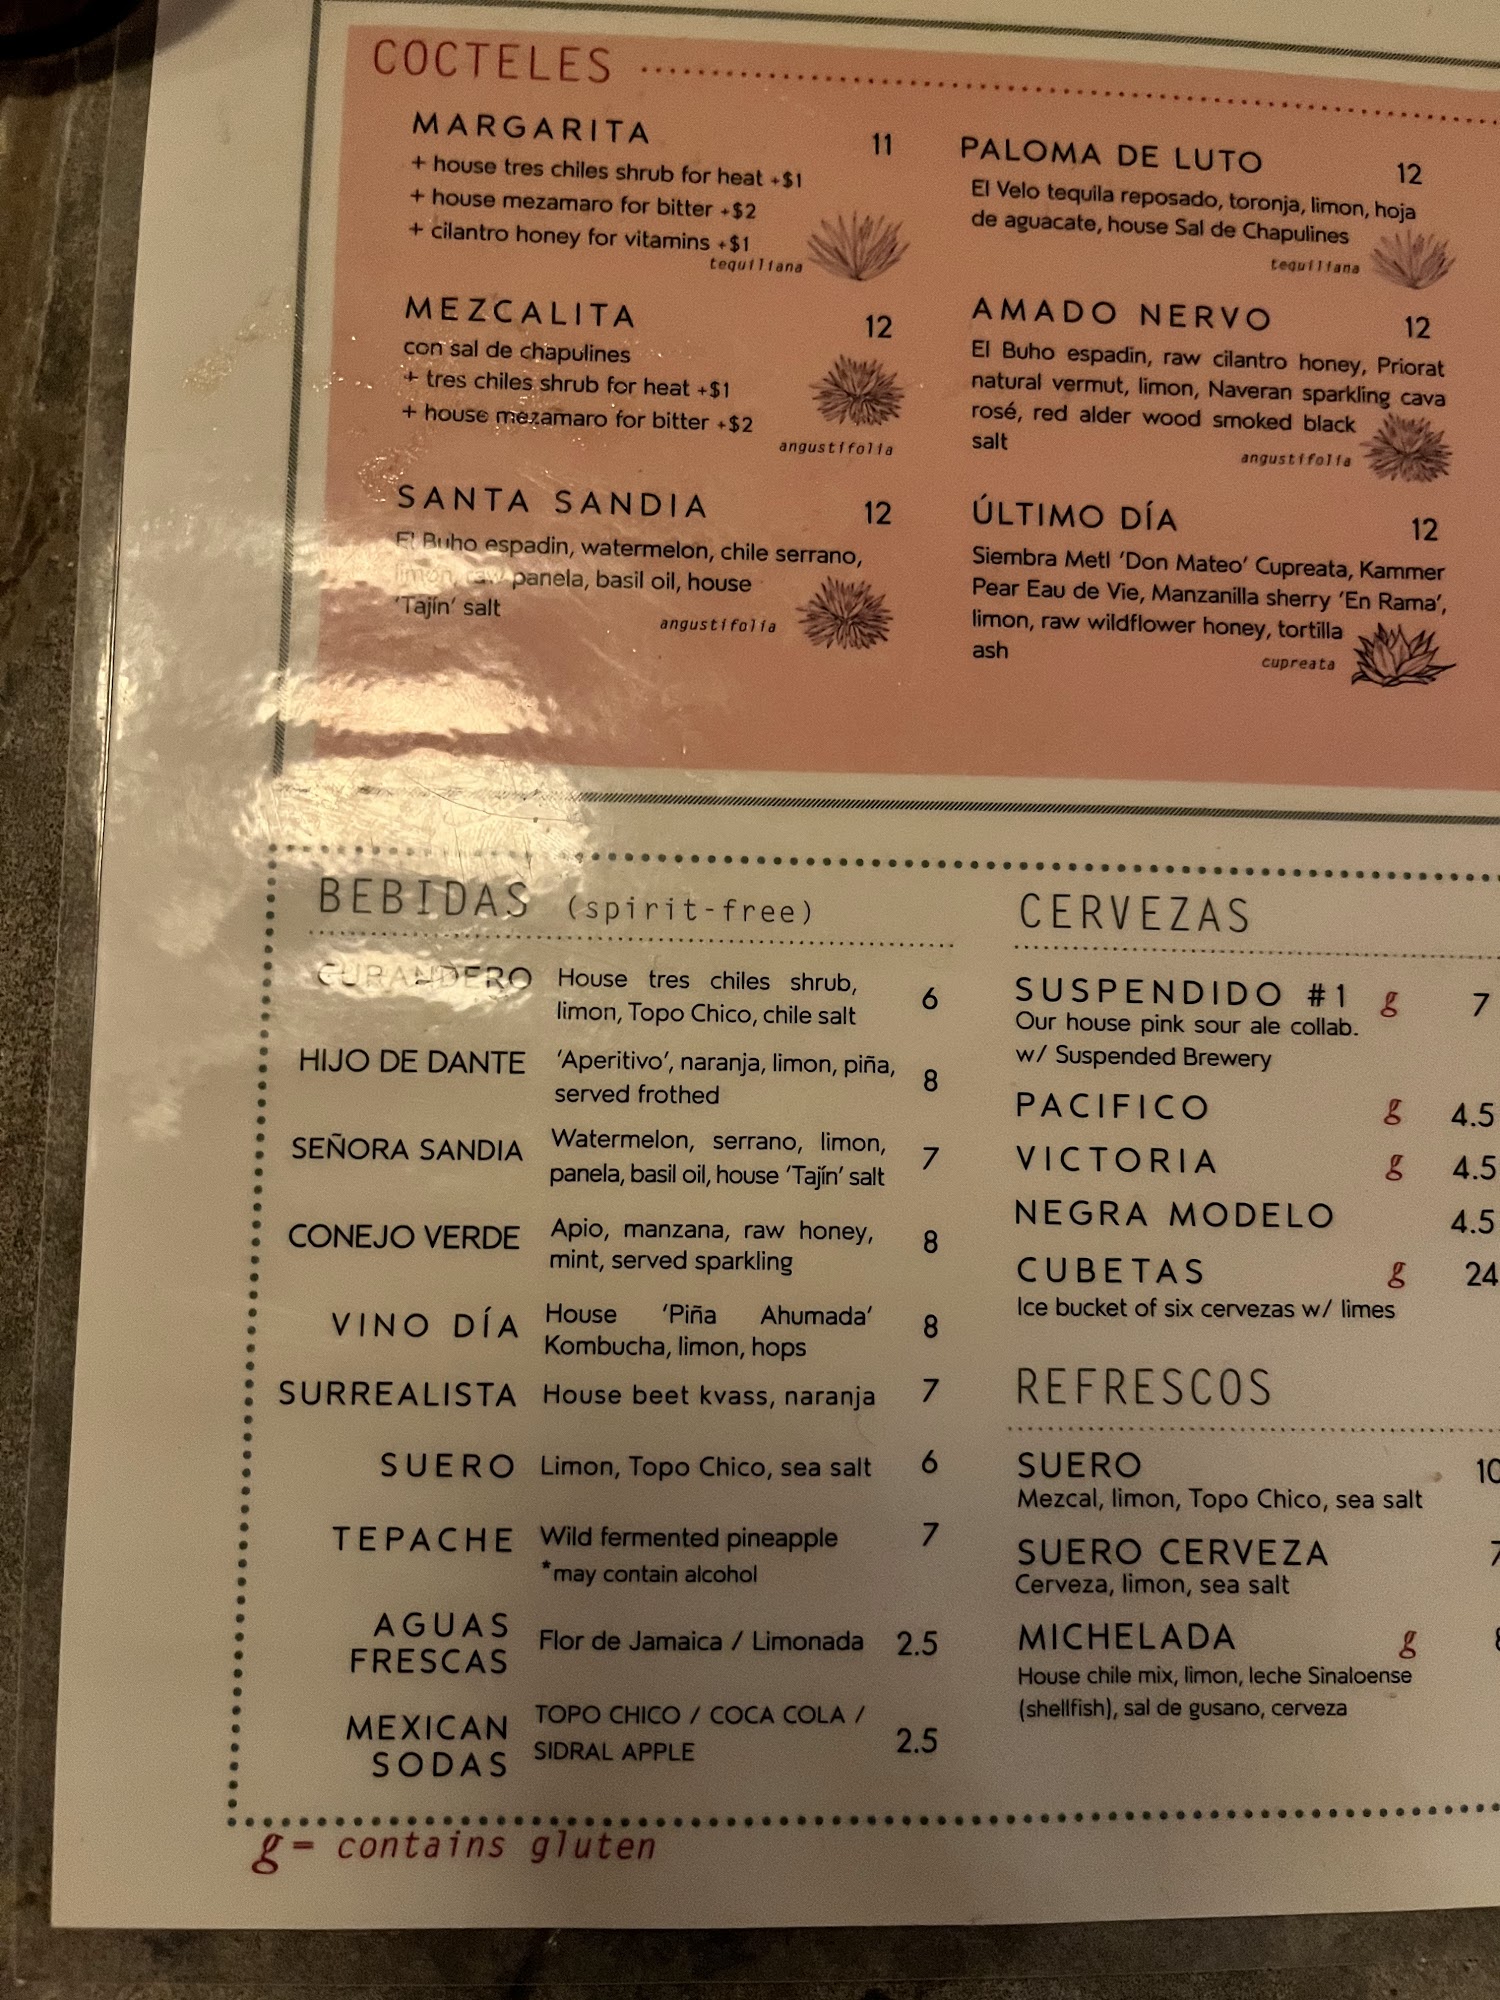 COCTELES
MARGARITA 11
+ house tres chiles shrub for heat +$1
+ house mezamaro for bitter +$2
+ cilantro honey for vitamins +$1
tequiliana
MEZCALITA 12
con sal de chapulines
+ tres chiles shrub for heat +$1
+ house mezamaro for bitter +$2
angustifolia
SANTA SANDIA 12
El Buho espadin, watermelon, chile serrano,
limón, raw panela, basil oil, house
'Tajín' salt
angustifolia
PALOMA DE LUTO 12
El Velo tequila reposado, toronja, limon, hoja
de aguacate, house Sal de Chapulines
tequiliana
AMADO NERVO 12
El Buho espadin, raw cilantro honey, Priorat
natural vermut, limon, Naveran sparkling cava
rosé, red alder wood smoked black
salt
angustifolia
ÚLTIMO DÍA 12
Siembra Metl 'Don Mateo' Cupreata, Kammer
Pear Eau de Vie, Manzanilla sherry 'En Rama',
limon, raw wildflower honey, tortilla
ash
cupreata
BEBIDAS (spirit-free)
CURANDERO House tres chiles shrub, 6
limon, Topo Chico, chile salt
HIJO DE DANTE 'Aperitivo', naranja, limon, piña, 8
served frothed
SEÑORA SANDIA Watermelon, serrano, limon, 7
panela, basil oil, house 'Tajín' salt
CONEJO VERDE Apio, manzana, raw honey, 8
mint, served sparkling
VINO DÍA House 'Piña Ahumada' 8
Kombucha, limon, hops
SURREALISTA House beet kvass, naranja 7
SUERO Limon, Topo Chico, sea salt 6
TEPACHE Wild fermented pineapple 7
*may contain alcohol
AGUAS
FRESCAS Flor de Jamaica / Limonada 2.5
MEXICAN
SODAS TOPO CHICO / COCA COLA / 2.5
SIDRAL APPLE
CERVEZAS
SUSPENDIDO #1 g 7
Our house pink sour ale collab.
w/ Suspended Brewery
PACIFICO g 4.5
VICTORIA g 4.5
NEGRA MODELO 4.5
CUBETAS g 24
Ice bucket of six cervezas w/ limes
REFRESCOS
SUERO 10
Mezcal, limon, Topo Chico, sea salt
SUERO CERVEZA 7
Cerveza, limon, sea salt
MICHELADA g
House chile mix, limon, leche Sinaloense
(shellfish), sal de gusano, cerveza
g = contains gluten